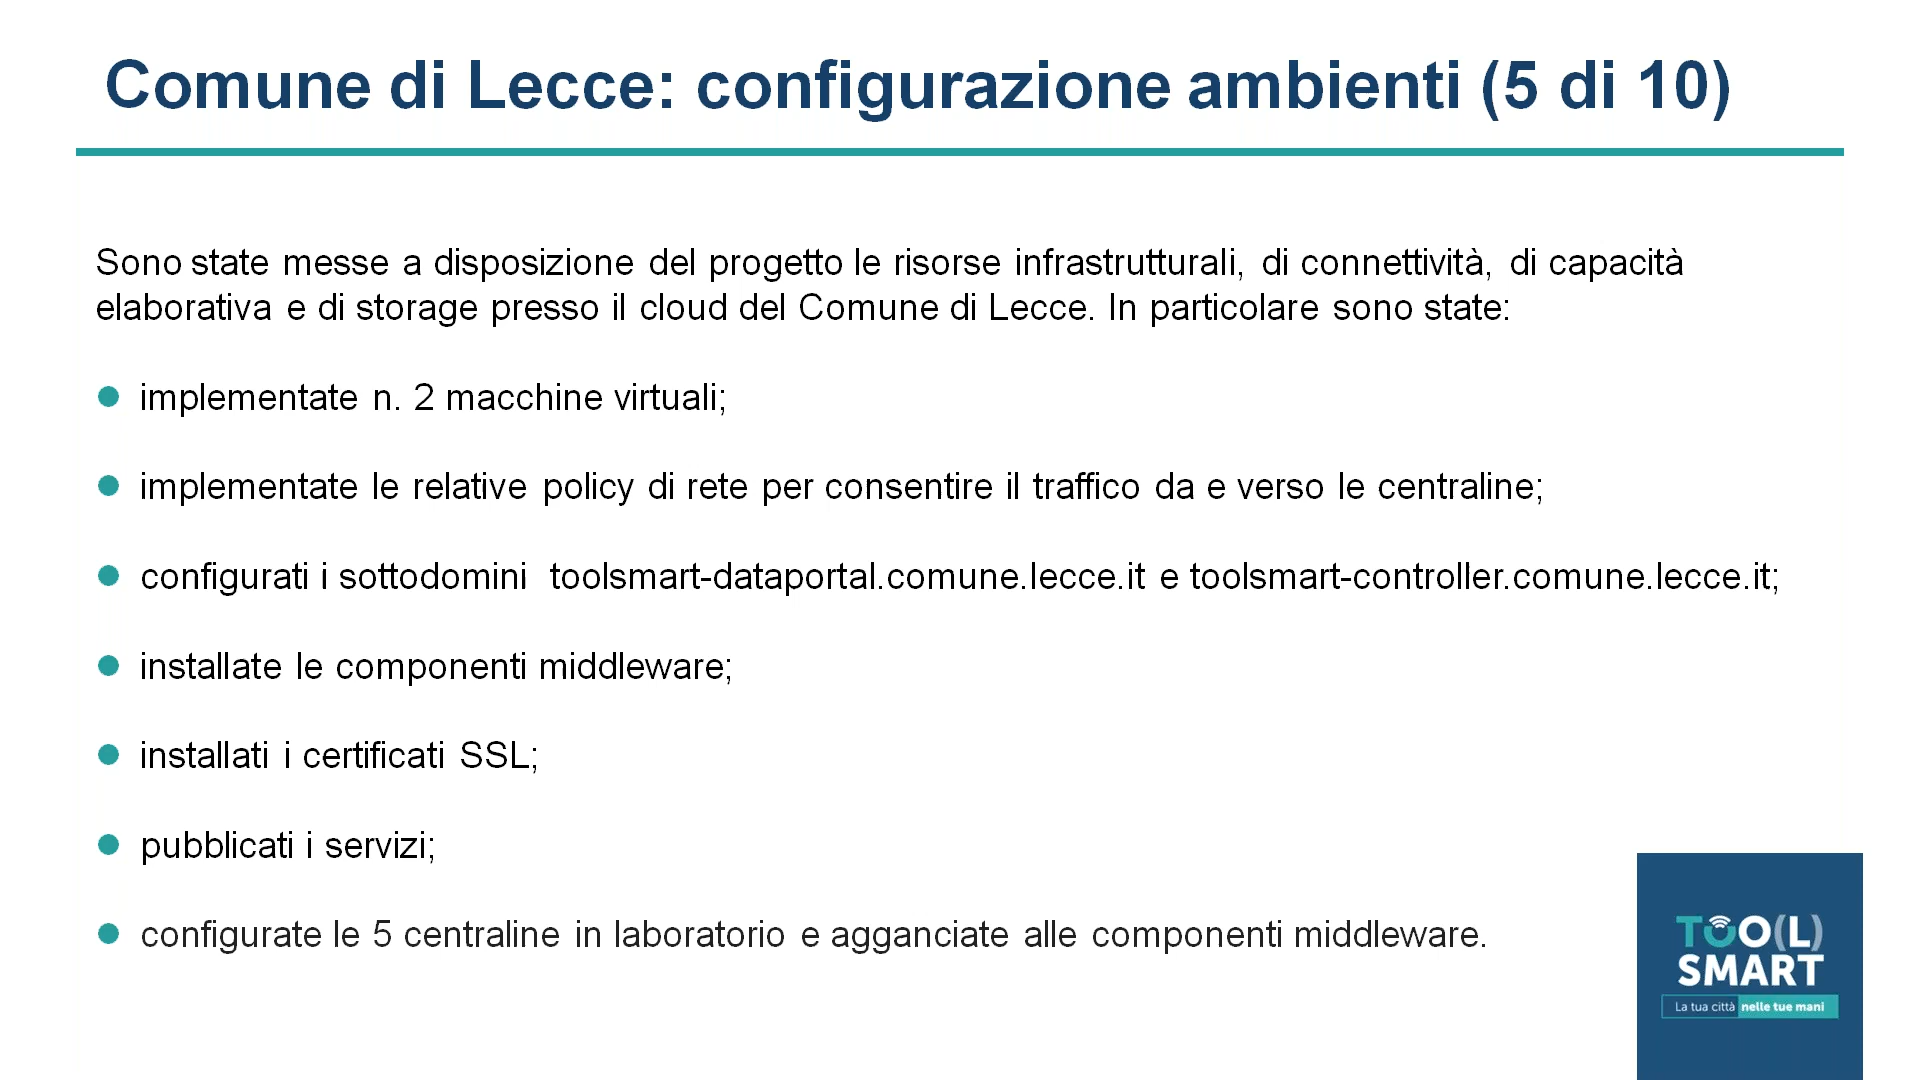 Comune di Lecce: configurazione ambienti (5 di 10)
Sono state messe a disposizione del progetto le risorse infrastrutturali, di connettività, di capacità
elaborativa e di storage presso il cloud del Comune di Lecce. In particolare sono state:
implementate n. 2 macchine virtuali;
implementate le relative policy di rete per consentire il traffico da e verso le centraline;
configurati i sottodomini toolsmart-dataportal.comune.lecce.it e toolsmart-controller.comune.lecce.it;
installate le componenti middleware;
installati i certificati SSL;
pubblicati i servizi;
configurate le 5 centraline in laboratorio e agganciate alle componenti middleware.
TOO(L)
SMART
La tua città nelle tue mani